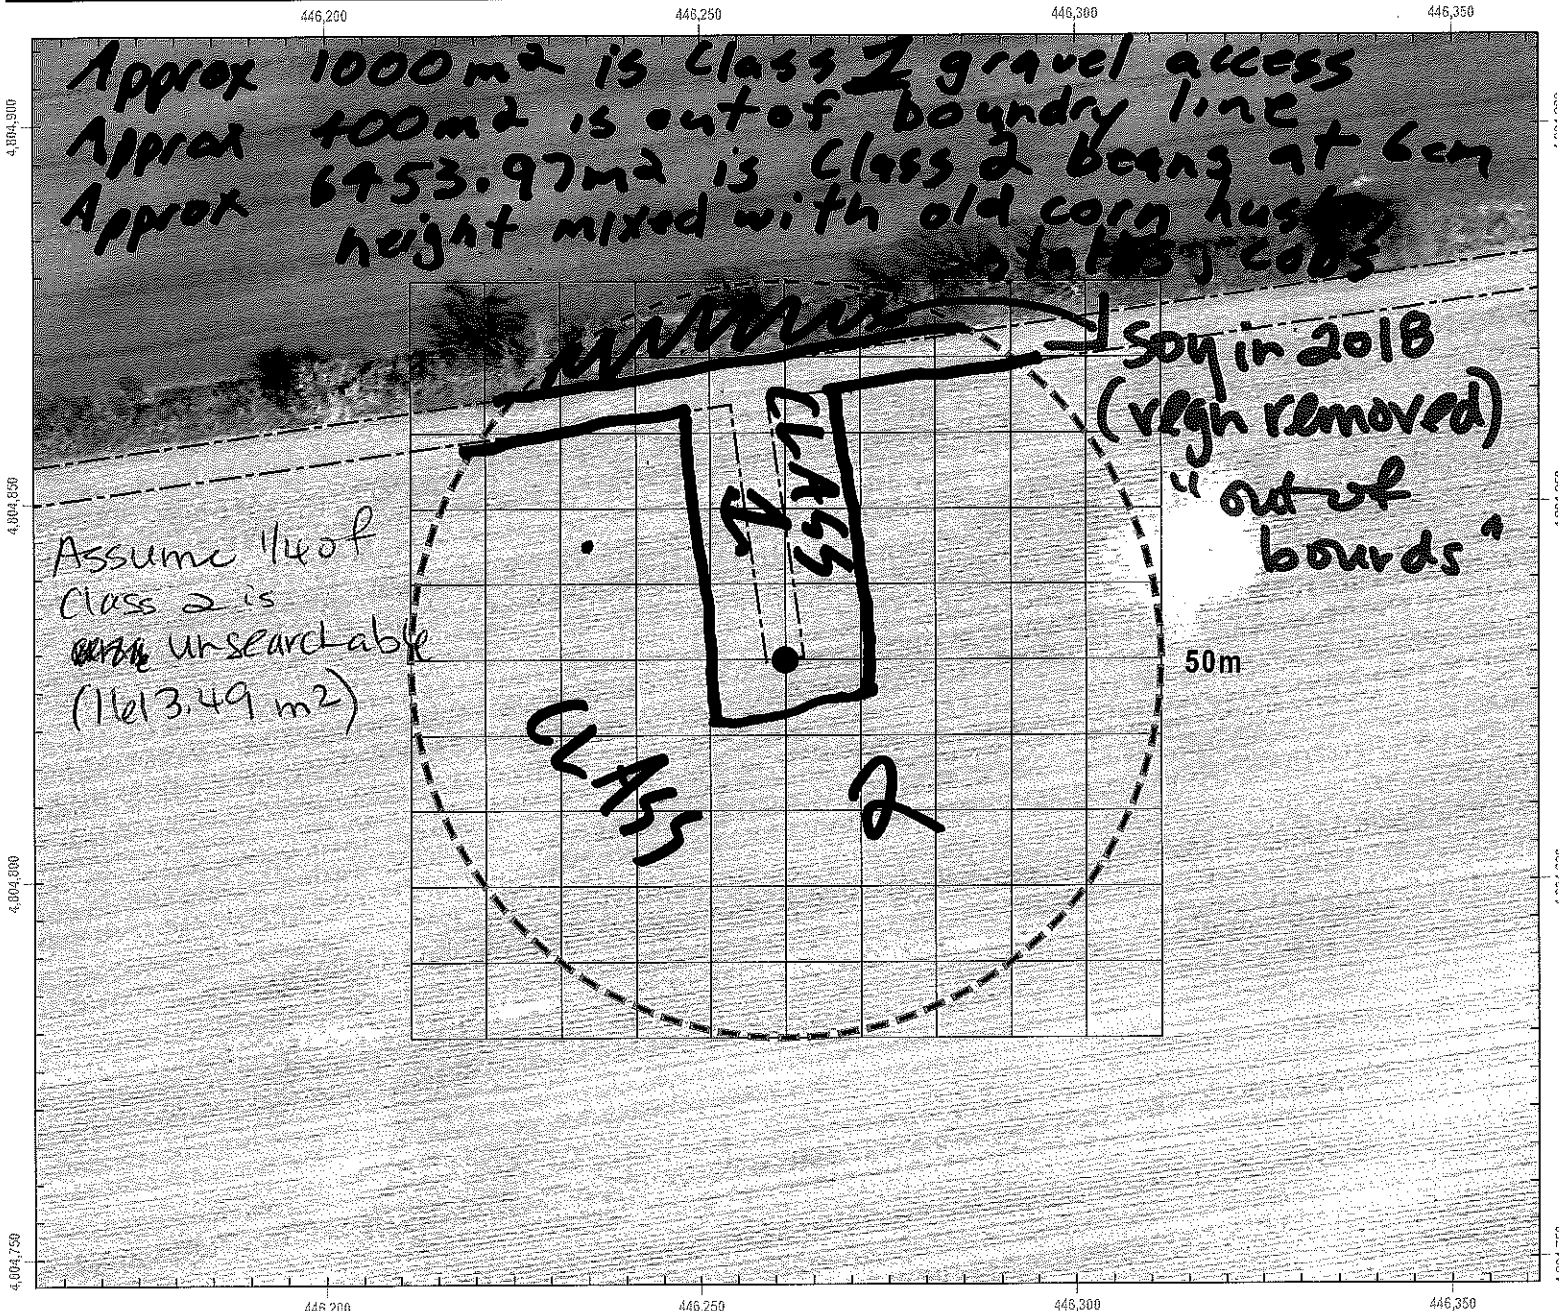 446,200 446,250 446,300 446,350
Approx 1000m² is Class 1 gravel access
Approx 400m² is out of boundry line
Approx 6453.97m² is Class 2 beans at 6cm
height mixed with old corn husks
stalks, cobs
4,804,900
Soy in 2018
(vegn removed)
"out of
bounds"
CLASS
1
4,804,850
Assume 1/4 of
Class 2 is
unsearchable
(1613.49 m²)
50m
CLASS 2
4,804,800
4,804,750
446,200 446,250 446,300 446,350